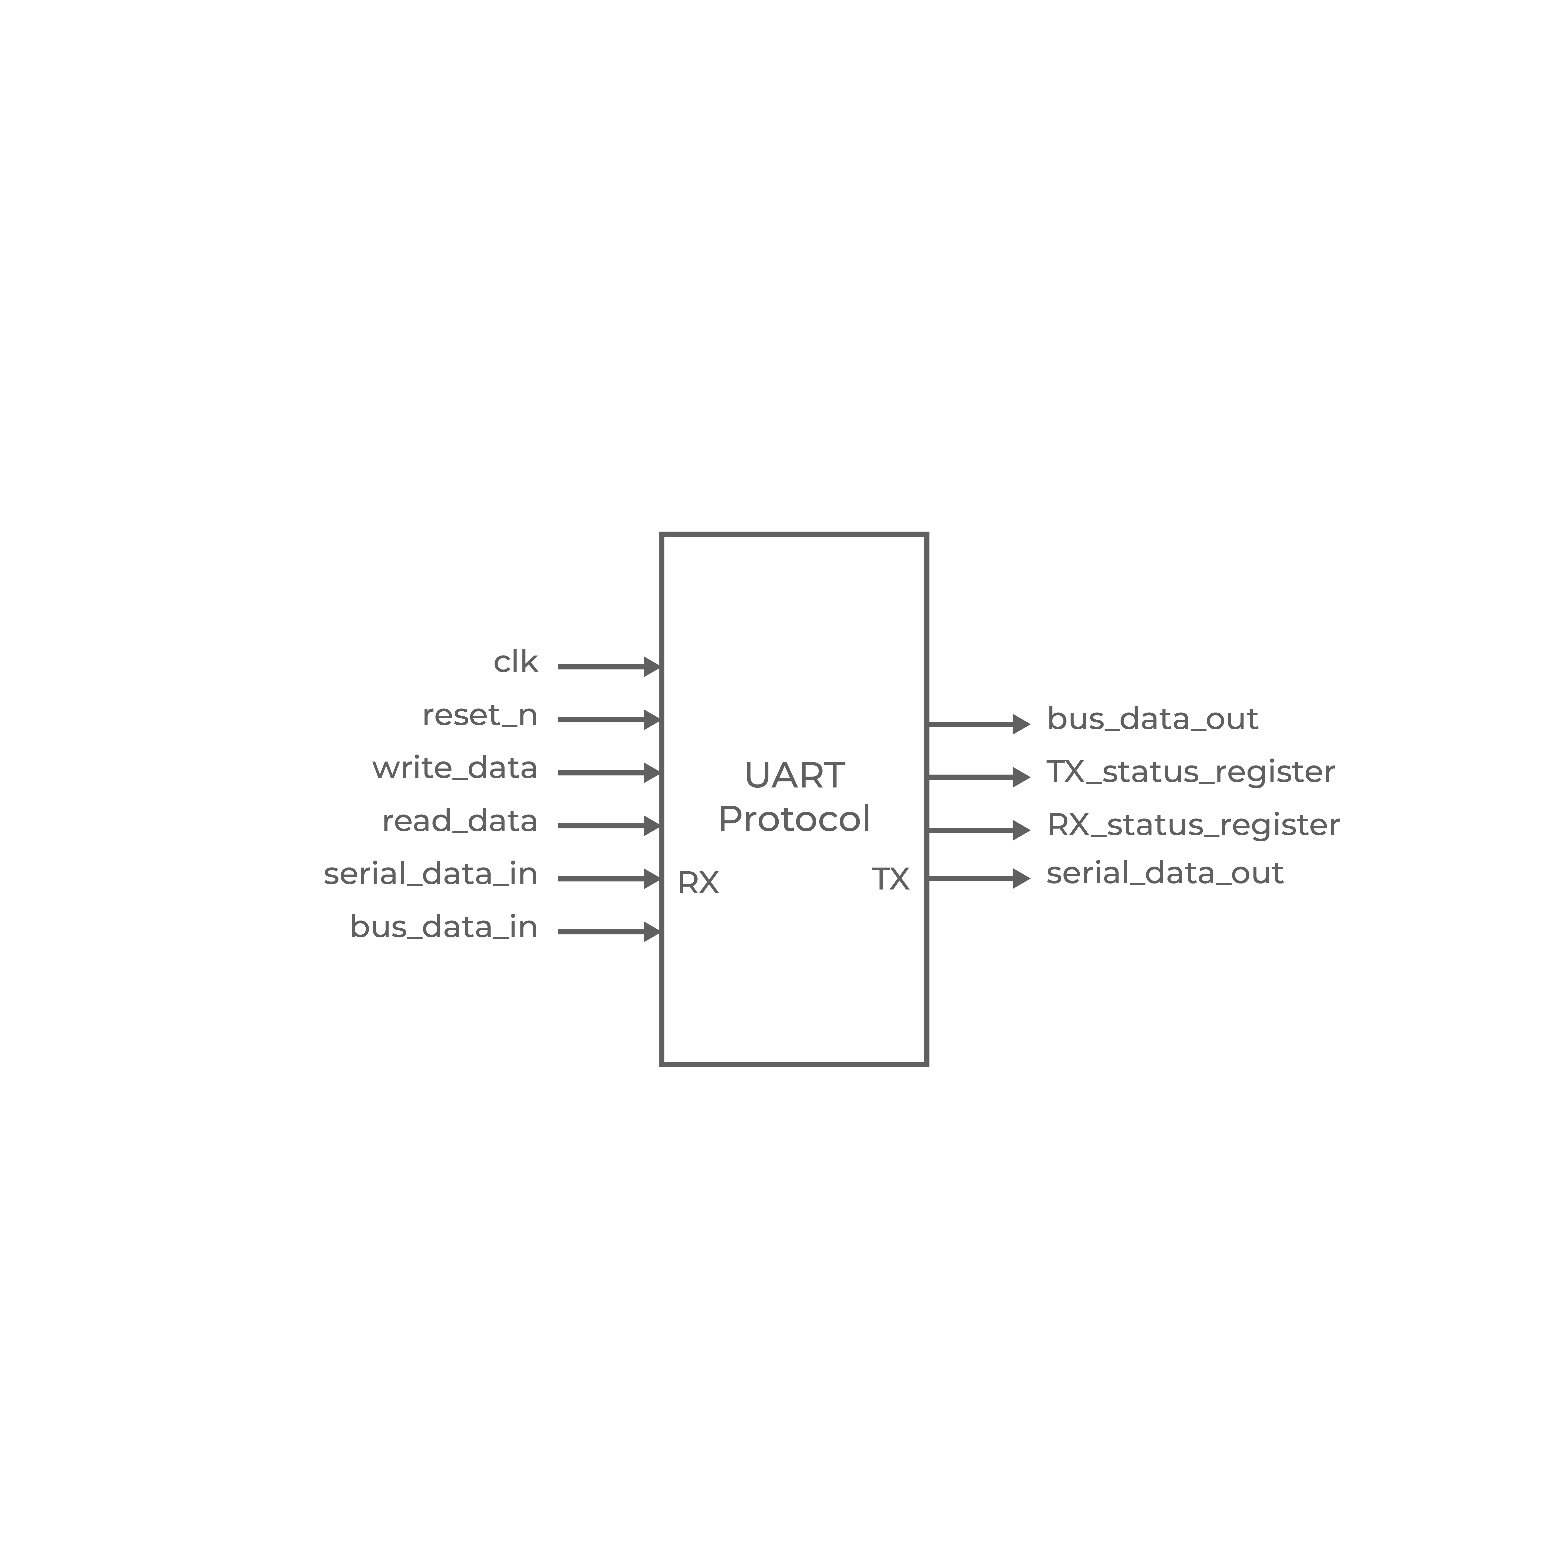 clk
reset_n
write_data
read_data
serial_data_in
bus_data_in
UART
Protocol
RX
TX
bus_data_out
TX_status_register
RX_status_register
serial_data_out